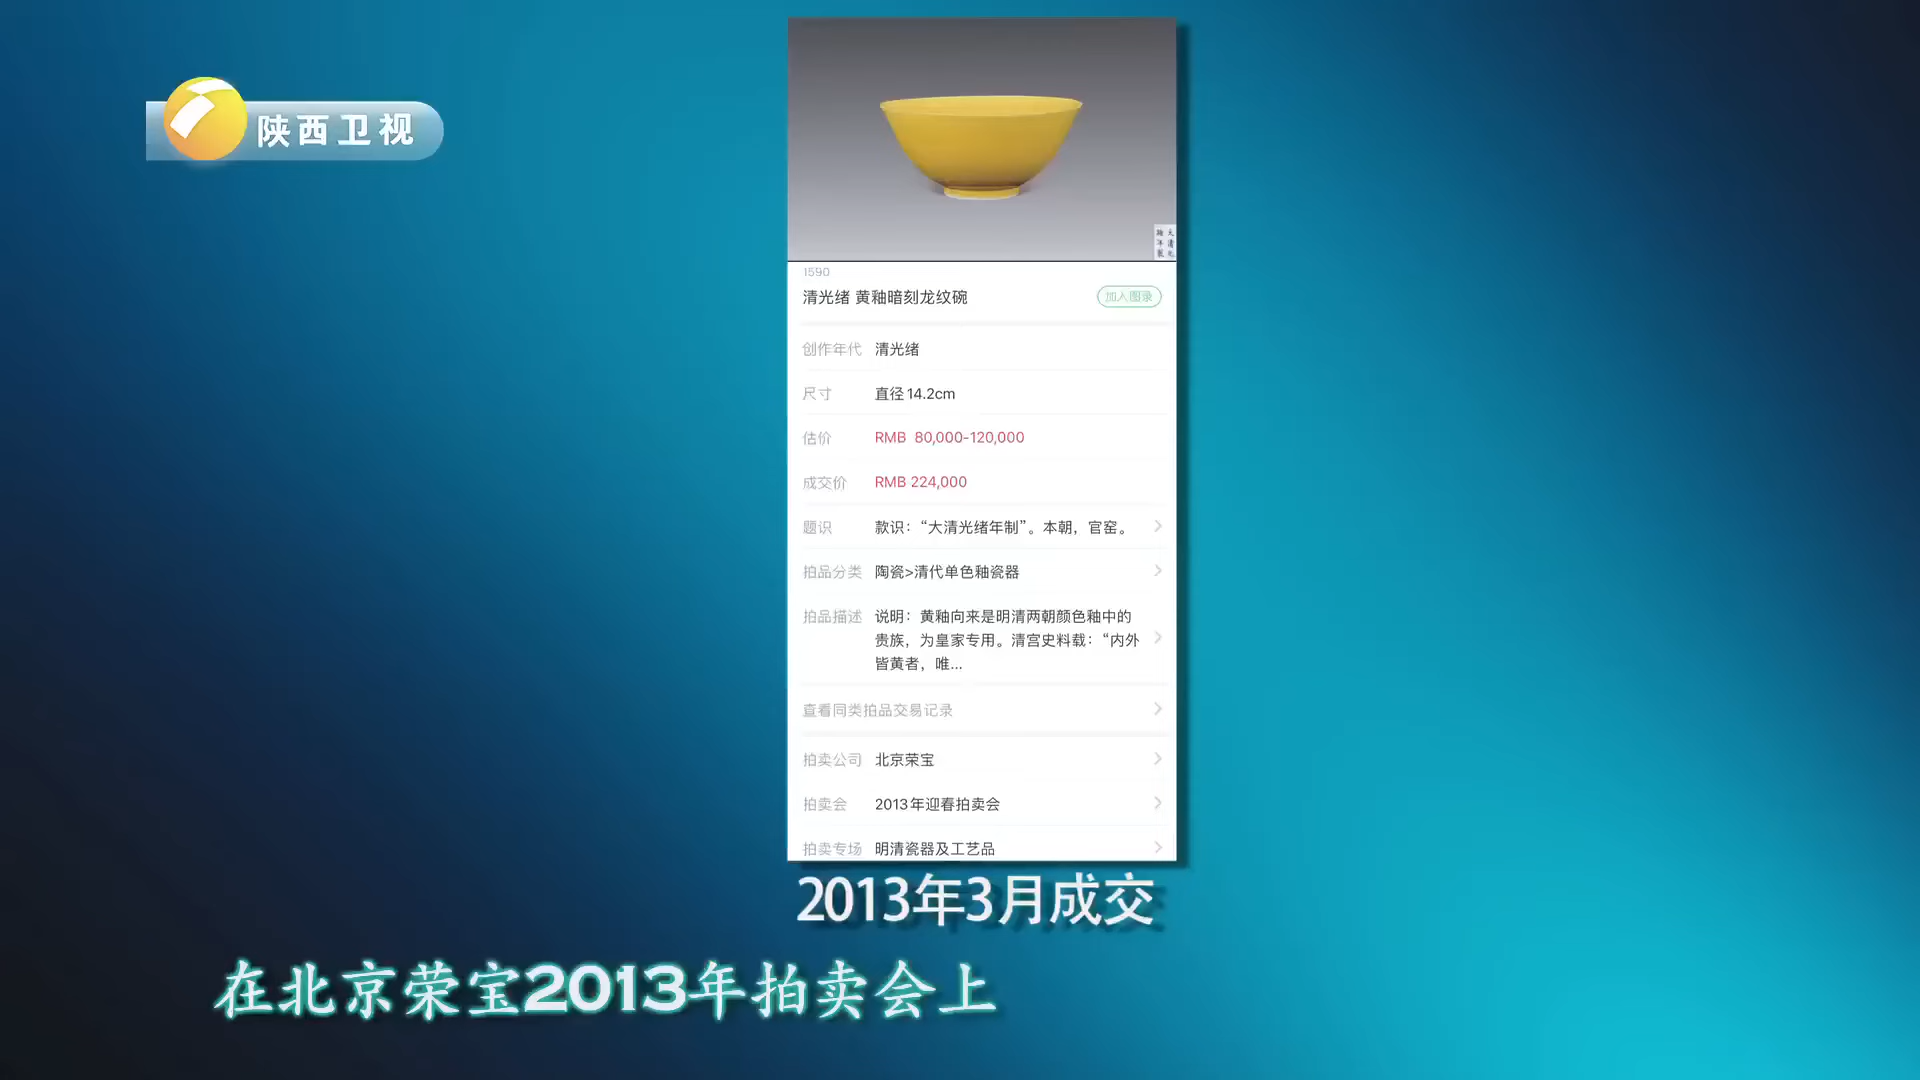 陕西卫视
1590
清光绪 黄釉暗刻龙纹碗
加入图录
创作年代 清光绪
尺寸 直径14.2cm
估价 RMB 80,000-120,000
成交价 RMB 224,000
题识 款识：“大清光绪年制”。本朝，官窑。
拍品分类 陶瓷>清代单色釉瓷器
拍品描述 说明：黄釉向来是明清两朝颜色釉中的
贵族，为皇家专用。清宫史料载：“内外
皆黄者，唯...
查看同类拍品交易记录
拍卖公司 北京荣宝
拍卖会 2013年迎春拍卖会
拍卖专场 明清瓷器及工艺品
2013年3月成交
在北京荣宝2013年拍卖会上